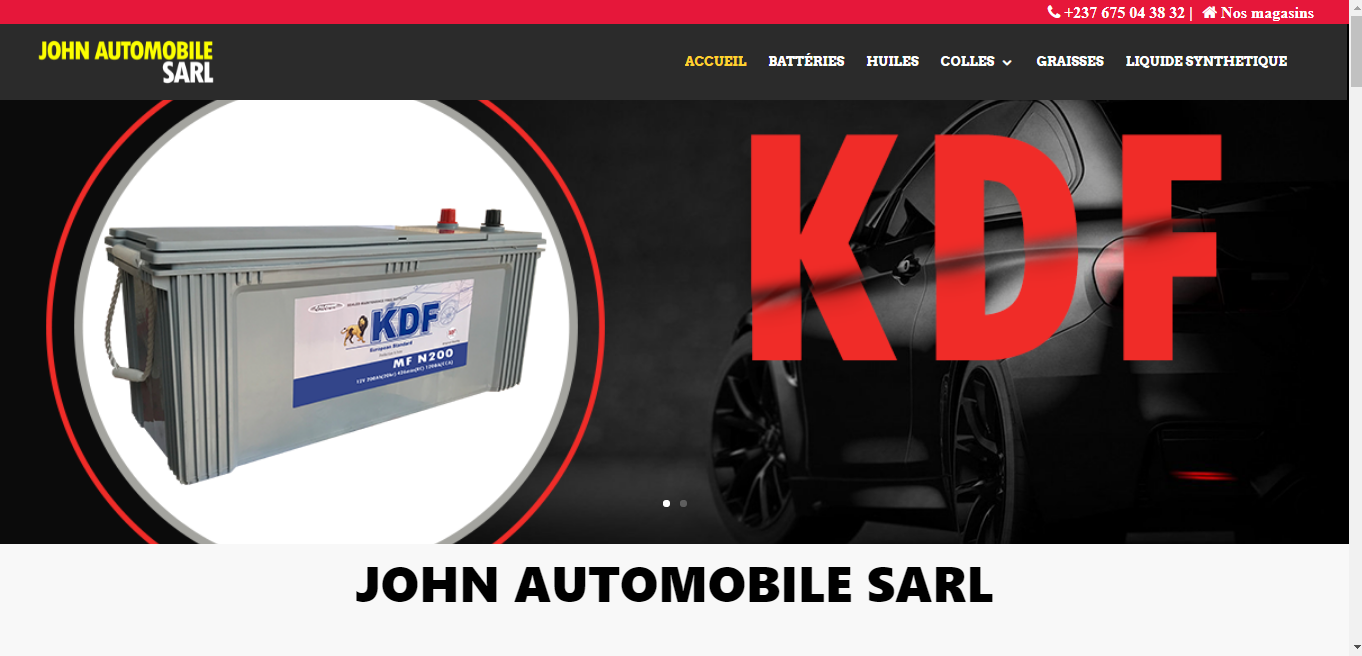 +237 675 04 38 32 | Nos magasins
JOHN AUTOMOBILE
SARL
ACCUEIL BATTÉRIES HUILES COLLES GRAISSES LIQUIDE SYNTHETIQUE
KDF
KDF
European Standard
MF N200
JOHN AUTOMOBILE SARL